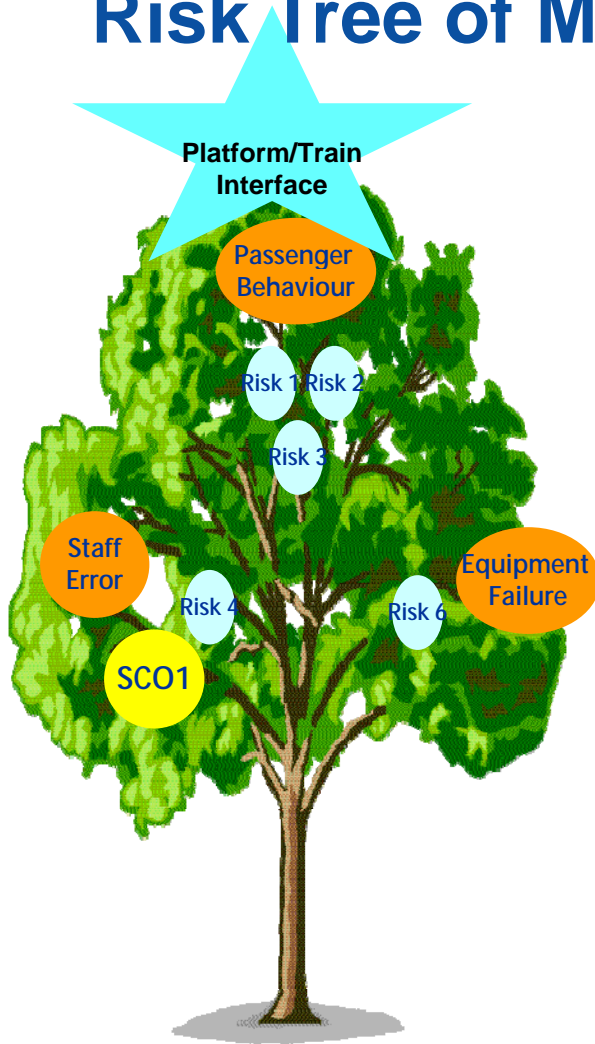 Risk Tree of M
Platform/Train
Interface
Passenger
Behaviour
Risk 1 Risk 2
Risk 3
Staff
Error
Equipment
Failure
Risk 4
Risk 6
SCO1